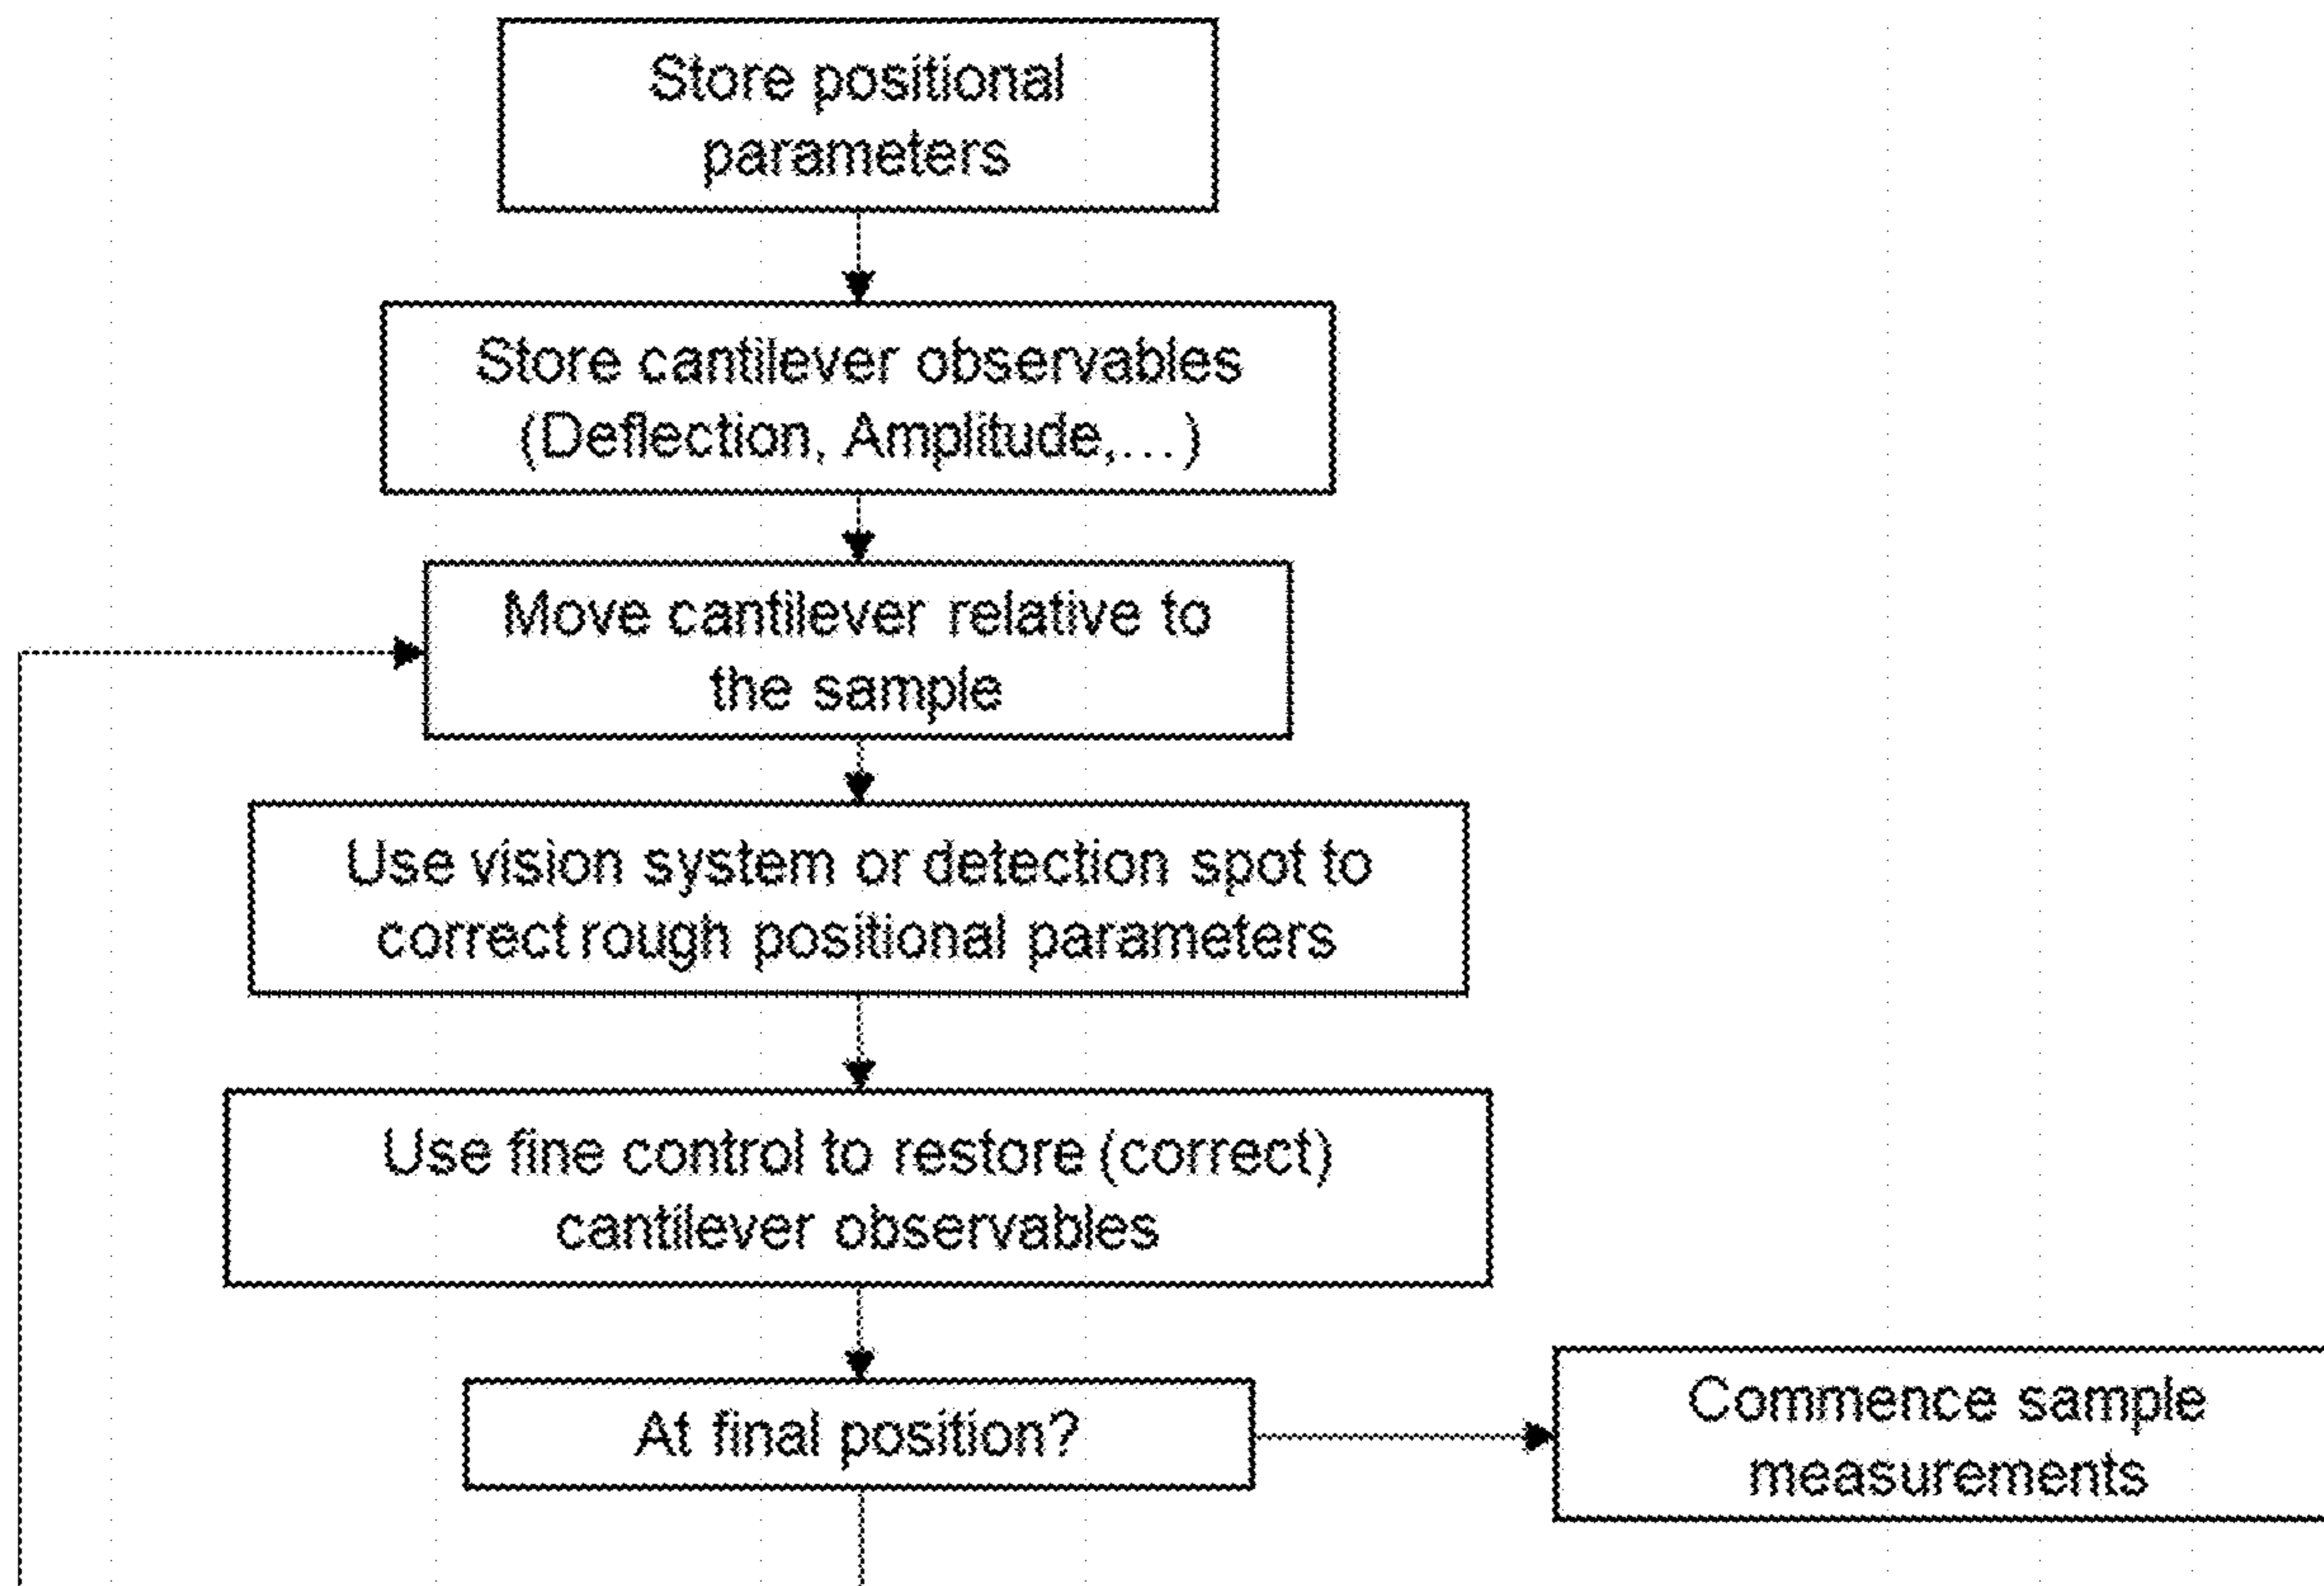 Store positional
parameters
Store cantilever observables
(Deflection, Amplitude,...)
Move cantilever relative to
the sample
Use vision system or detection spot to
correct rough positional parameters
Use fine control to restore (correct)
cantilever observables
At final position?
Commence sample
measurements